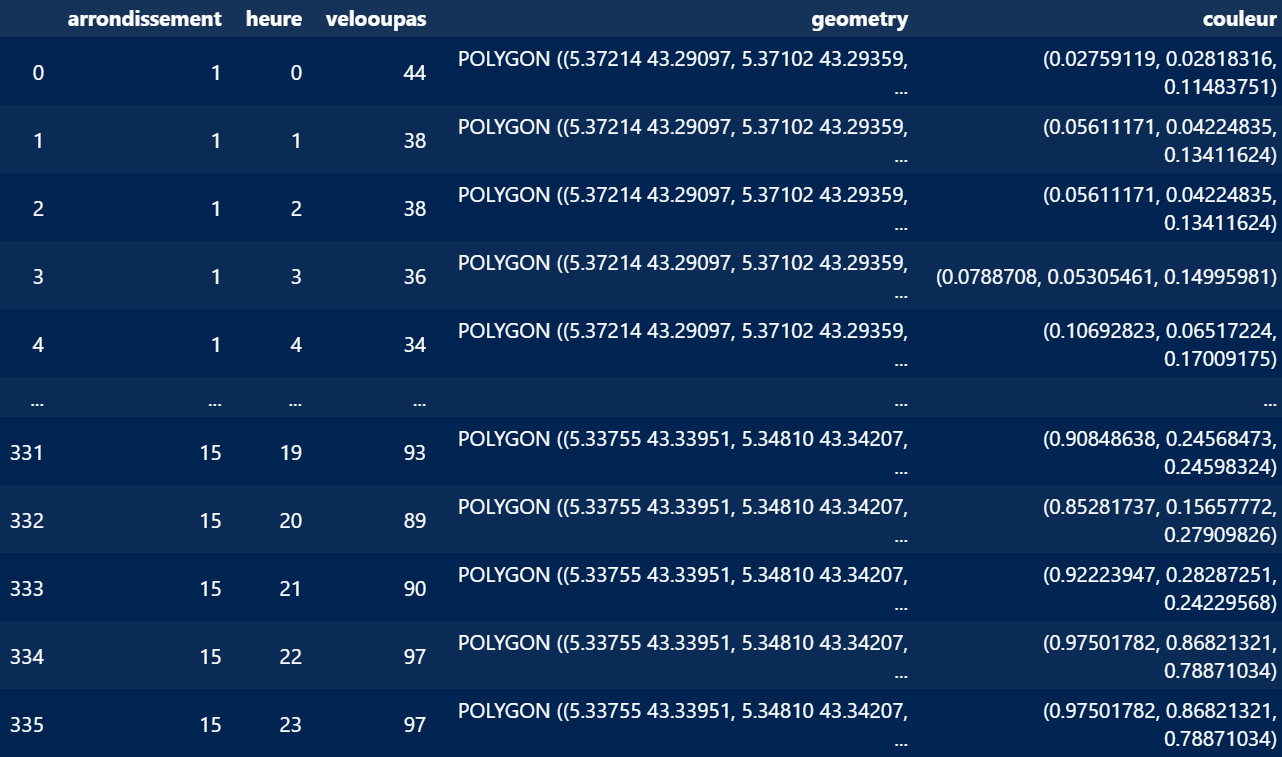 arrondissement heure velooupas geometry couleur
0 1 0 44 POLYGON ((5.37214 43.29097, 5.37102 43.29359, (0.02759119, 0.02818316,
... 0.11483751)
1 1 1 38 POLYGON ((5.37214 43.29097, 5.37102 43.29359, (0.05611171, 0.04224835,
... 0.13411624)
2 1 2 38 POLYGON ((5.37214 43.29097, 5.37102 43.29359, (0.05611171, 0.04224835,
... 0.13411624)
3 1 3 36 POLYGON ((5.37214 43.29097, 5.37102 43.29359, (0.0788708, 0.05305461, 0.14995981)
...
4 1 4 34 POLYGON ((5.37214 43.29097, 5.37102 43.29359, (0.10692823, 0.06517224,
... 0.17009175)
... ... ... ... ... ...
331 15 19 93 POLYGON ((5.33755 43.33951, 5.34810 43.34207, (0.90848638, 0.24568473,
... 0.24598324)
332 15 20 89 POLYGON ((5.33755 43.33951, 5.34810 43.34207, (0.85281737, 0.15657772,
... 0.27909826)
333 15 21 90 POLYGON ((5.33755 43.33951, 5.34810 43.34207, (0.92223947, 0.28287251,
... 0.24229568)
334 15 22 97 POLYGON ((5.33755 43.33951, 5.34810 43.34207, (0.97501782, 0.86821321,
... 0.78871034)
335 15 23 97 POLYGON ((5.33755 43.33951, 5.34810 43.34207, (0.97501782, 0.86821321,
... 0.78871034)